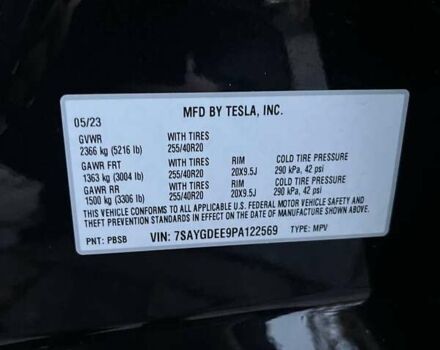 MFD BY TESLA, INC.
05/23
GVWR WITH TIRES
2366 kg (5216 lb) 255/40R20
GAWR FRT WITH TIRES RIM COLD TIRE PRESSURE
1363 kg (3004 lb) 255/40R20 20X9.5J 290 kPa, 42 psi
GAWR RR WITH TIRES RIM COLD TIRE PRESSURE
1500 kg (3306 lb) 255/40R20 20X9.5J 290 kPa, 42 psi
THIS VEHICLE CONFORMS TO ALL APPLICABLE U.S. FEDERAL MOTOR VEHICLE SAFETY AND
THEFT PREVENTION STANDARDS IN EFFECT ON THE DATE OF MANUFACTURE SHOWN ABOVE.
PNT: PBSB VIN: 7SAYGDEE9PA122569 TYPE: MPV